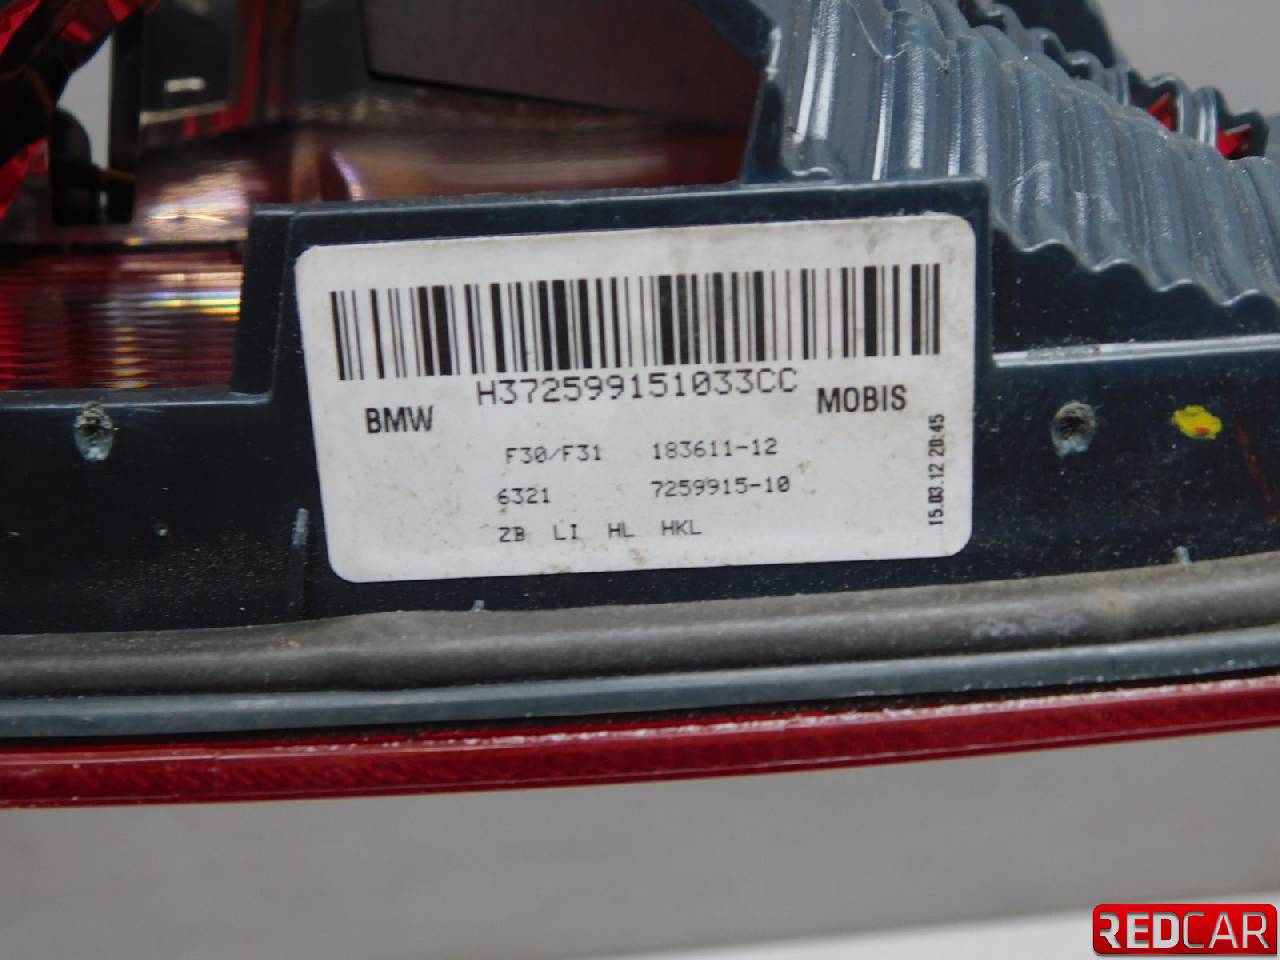 H372599151033CC
BMW MOBIS
F30/F31 183611-12
6321 7259915-10
ZB LI HL HKL
15.03.12 20:45
REDCAR